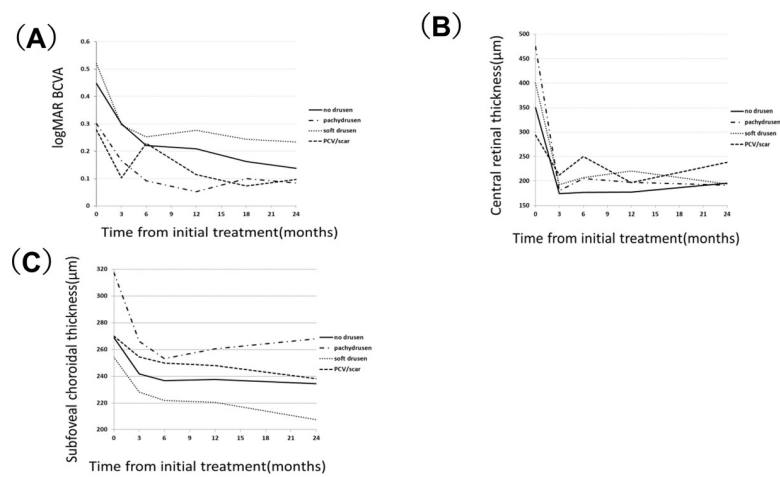 (A)
logMAR BCVA
0.6
0.5
0.4
0.3
0.2
0.1
0
0 3 6 9 12 15 18 21 24
Time from initial treatment(months)
no drusen
pachydrusen
soft drusen
PCV/scar
(B)
Central retinal thickness(μm)
500
450
400
350
300
250
200
150
0 3 6 9 12 15 18 21 24
Time from initial treatment(months)
no drusen
pachydrusen
soft drusen
PCV/scar
(C)
Subfoveal choroidal thickness(μm)
320
300
280
260
240
220
200
0 3 6 9 12 15 18 21 24
Time from initial treatment(months)
no drusen
pachydrusen
soft drusen
PCV/scar